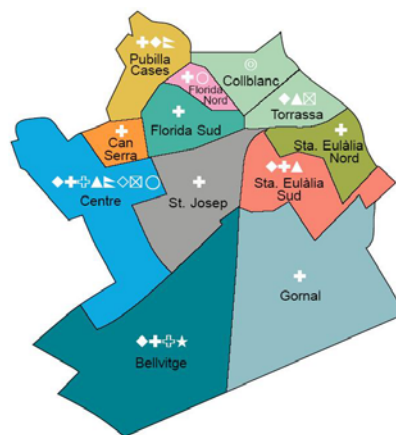 Pubilla
Cases
Collblanc
Florida
Nord
Torrassa
Can
Serra
Florida Sud
Sta. Eulàlia
Nord
Centre
St. Josep
Sta. Eulàlia
Sud
Gornal
Bellvitge